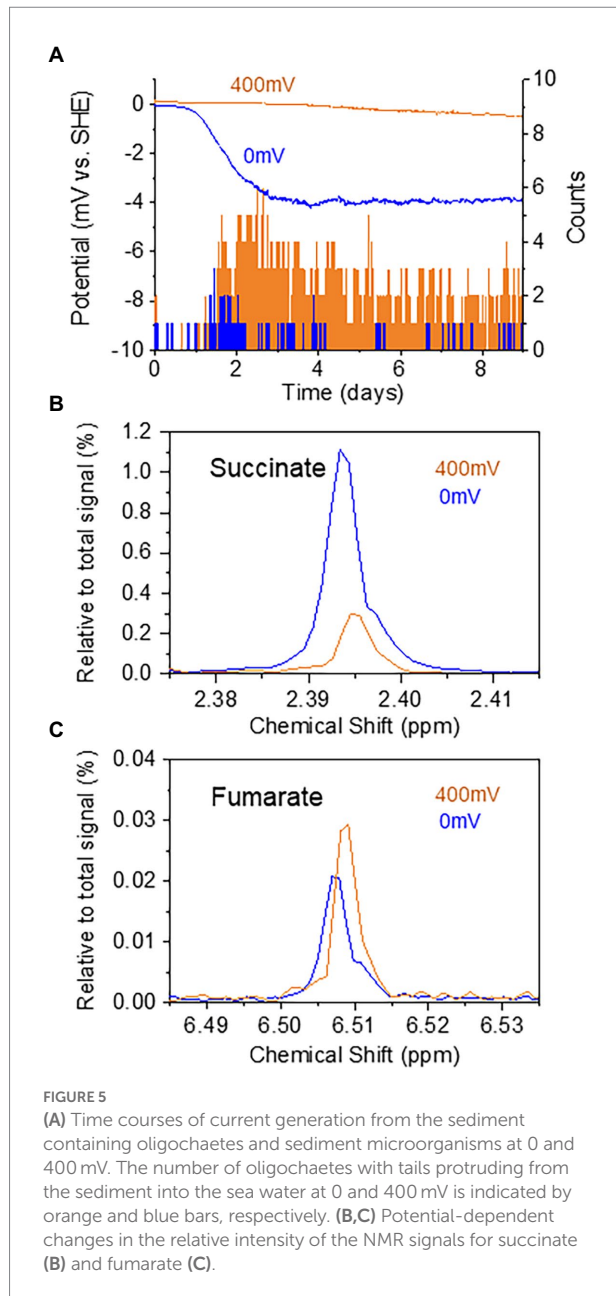 A
400mV
0mV
Potential (mV vs. SHE)
0
-2
-4
-6
-8
-10
10
8
6
4
2
0
Counts
0 2 4 6 8
Time (days)
B
Succinate
400mV
0mV
Relative to total signal (%)
1.2
1.0
0.8
0.6
0.4
0.2
0.0
2.38 2.39 2.40 2.41
Chemical Shift (ppm)
C
Fumarate
400mV
0mV
Relative to total signal (%)
0.04
0.03
0.02
0.01
0.00
6.49 6.50 6.51 6.52 6.53
Chemical Shift (ppm)
FIGURE 5
(A) Time courses of current generation from the sediment
containing oligochaetes and sediment microorganisms at 0 and
400 mV. The number of oligochaetes with tails protruding from
the sediment into the sea water at 0 and 400 mV is indicated by
orange and blue bars, respectively. (B,C) Potential-dependent
changes in the relative intensity of the NMR signals for succinate
(B) and fumarate (C).